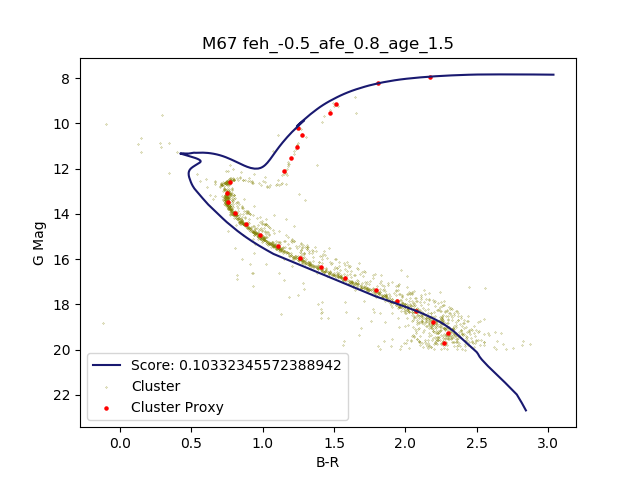 M67 feh_-0.5_afe_0.8_age_1.5
8
10
12
14
16
18
20
22
G Mag
Score: 0.10332345572388942
Cluster
Cluster Proxy
0.0 0.5 1.0 1.5 2.0 2.5 3.0
B-R